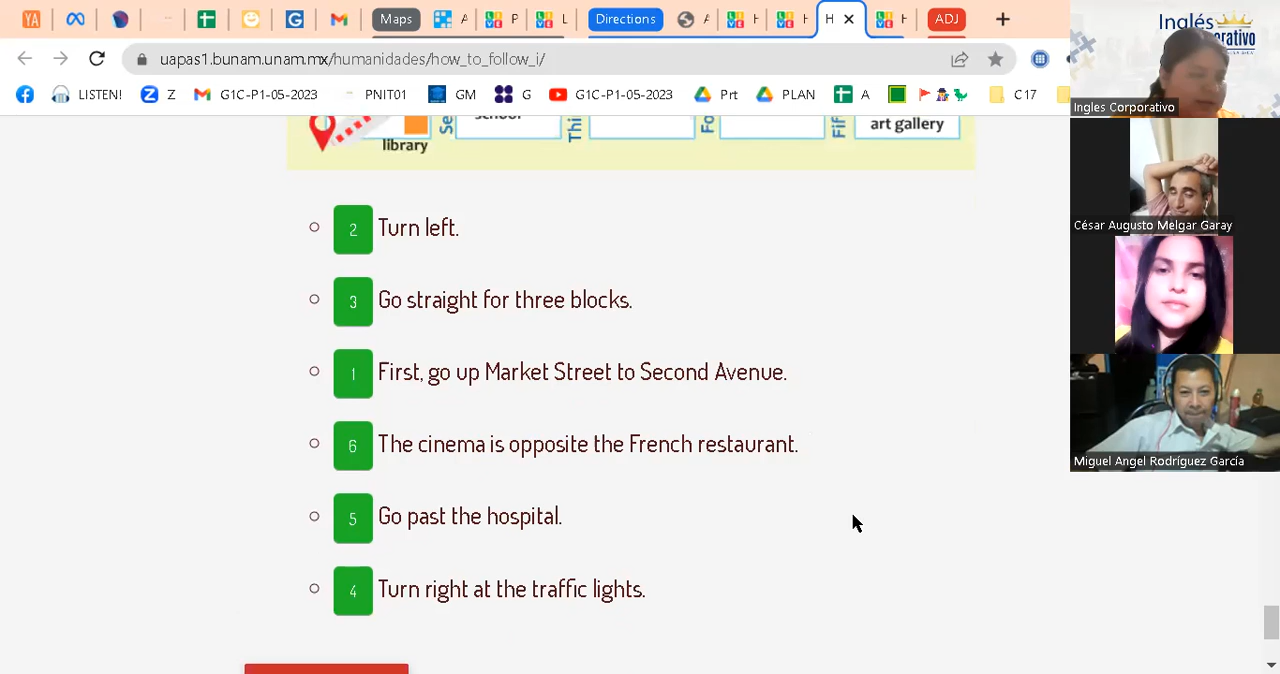 YA
G
Maps
A
P
L
Directions
A
H
H
H
H
ADJ
uapas1.bunam.unam.mx/humanidades/how_to_follow_i/
LISTEN!
Z Z
G1C-P1-05-2023
PNIT01
GM
G
G1C-P1-05-2023
Prt
PLAN
A
C17
library
school
art gallery
2 Turn left.
3 Go straight for three blocks.
1 First, go up Market Street to Second Avenue.
6 The cinema is opposite the French restaurant.
5 Go past the hospital.
4 Turn right at the traffic lights.
Inglés
Ingles Corporativo
César Augusto Melgar Garay
Miguel Angel Rodríguez García